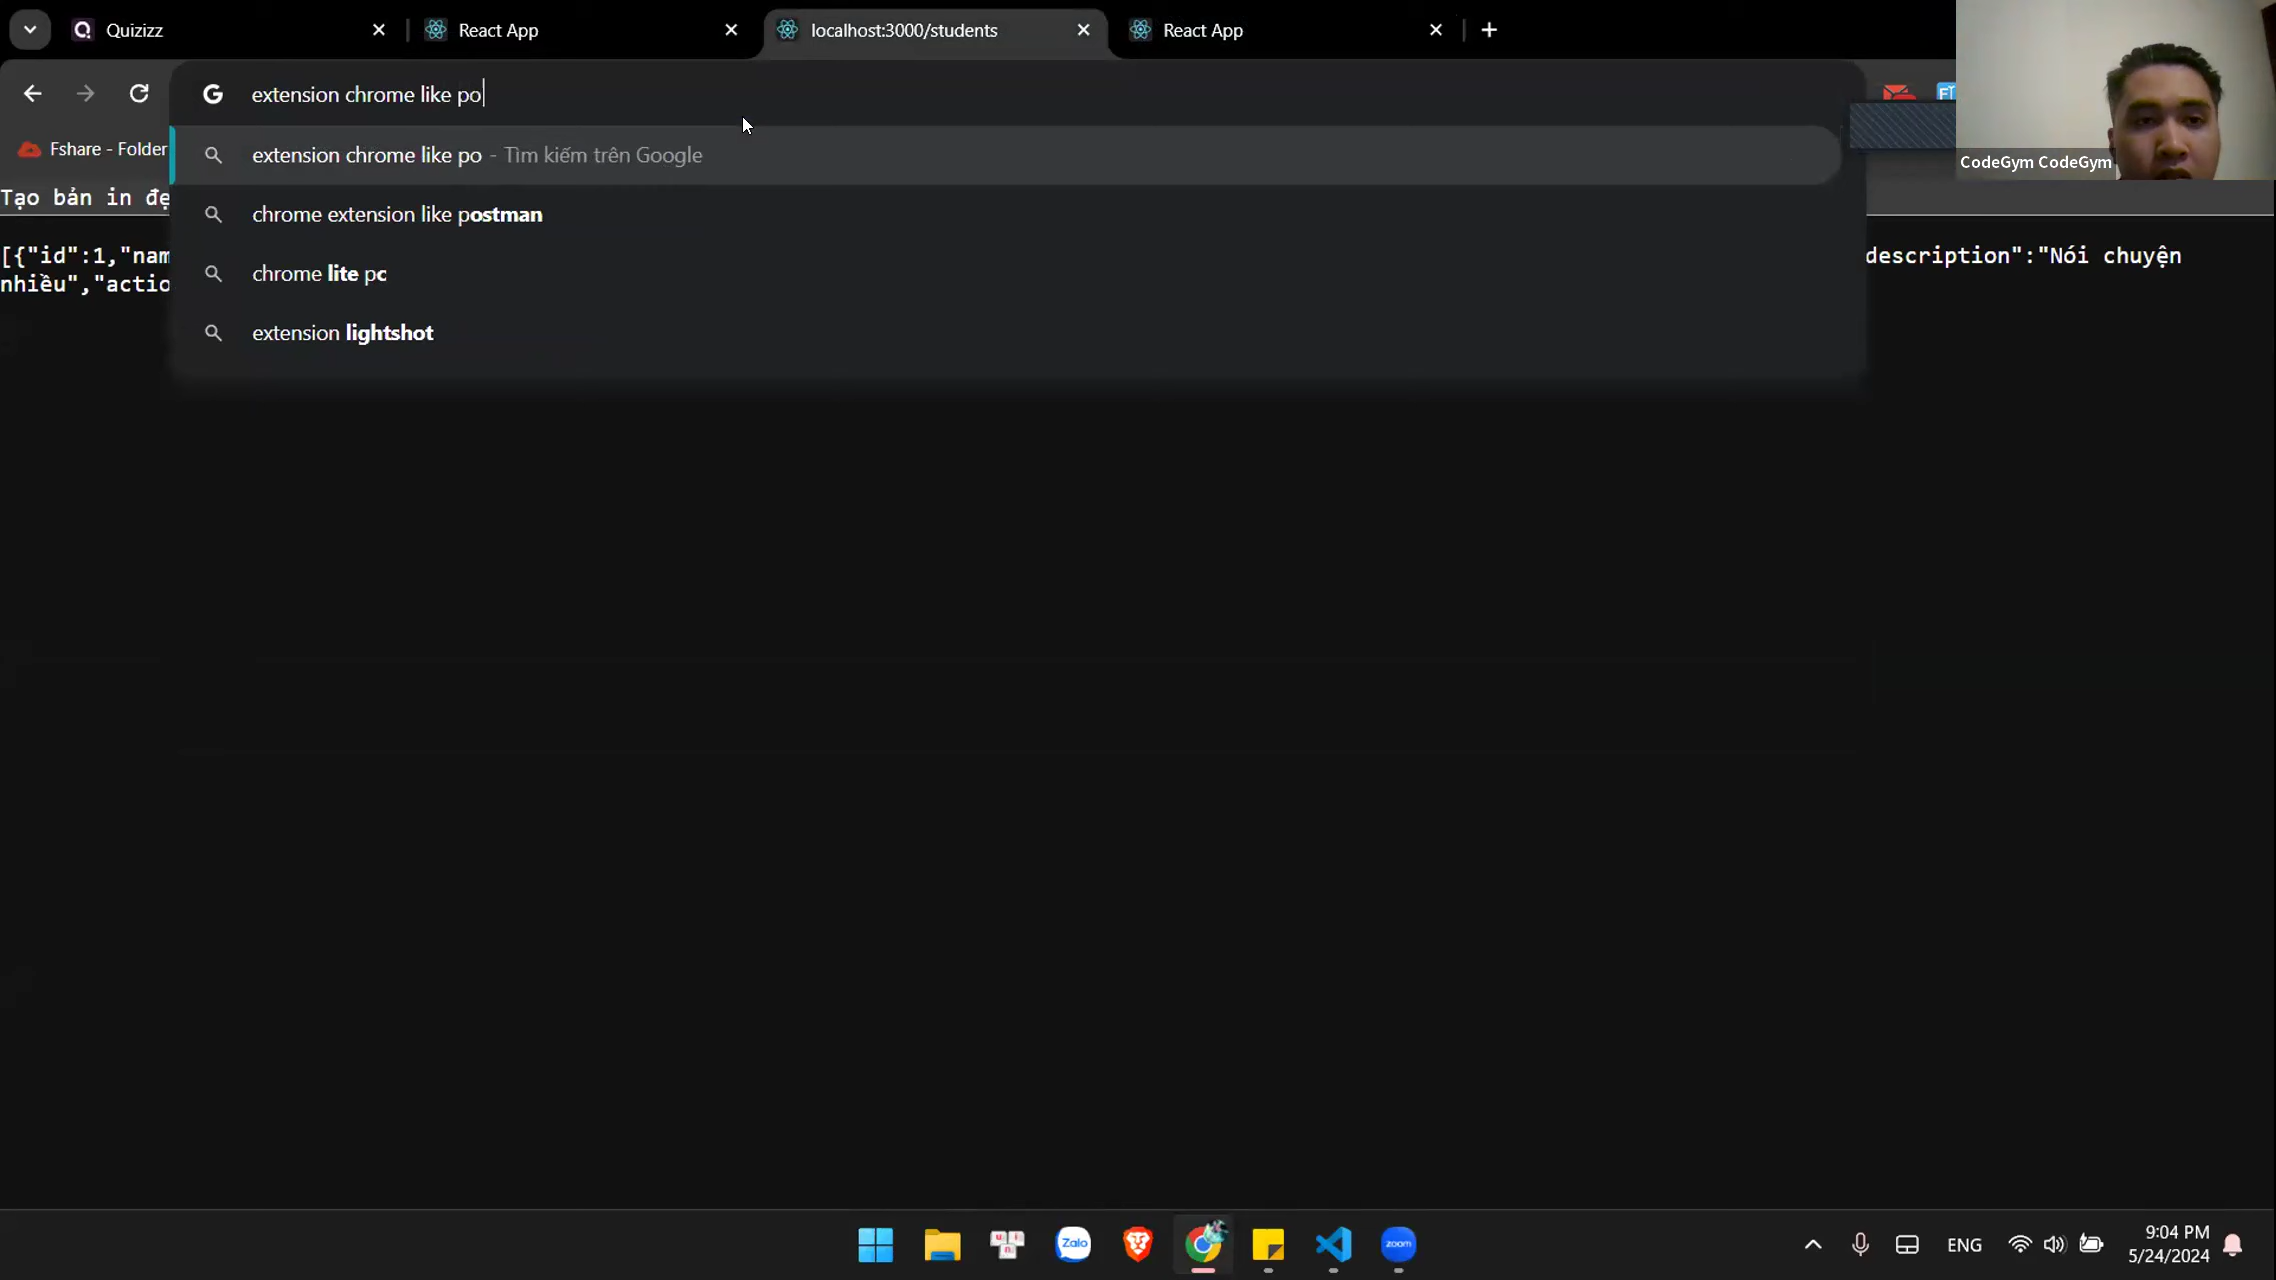 Quizizz
React App
localhost:3000/students
React App
extension chrome like po
Fshare - Folder
extension chrome like po - Tìm kiếm trên Google
CodeGym CodeGym
Tạo bản in đẹ
chrome extension like postman
[{"id":1,"nam
description":"Nói chuyện
chrome lite pc
nhiều","actio
extension lightshot
Zalo
zoom
ENG
9:04 PM
5/24/2024